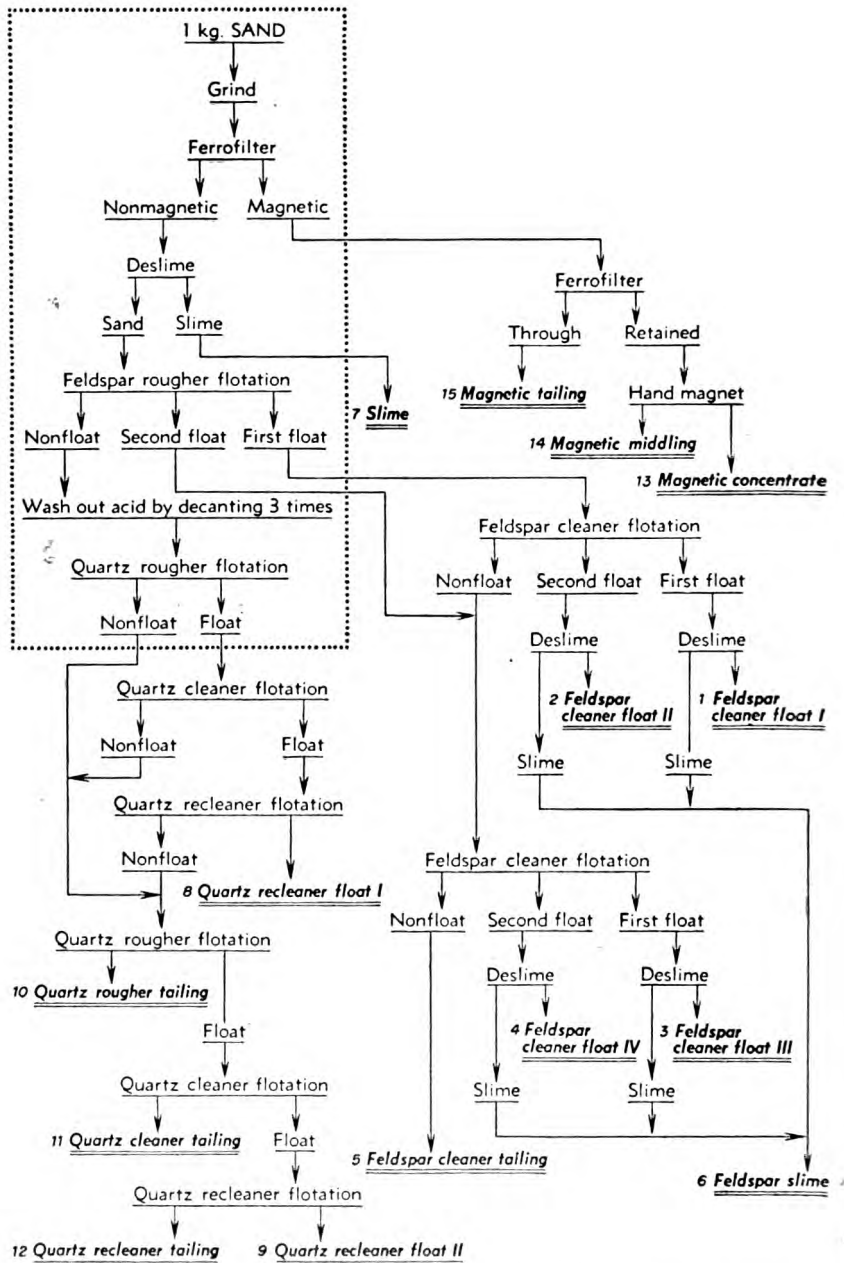 1 kg. SAND
Grind
Ferrofilter
Nonmagnetic Magnetic
Deslime
Ferrofilter
Sand Slime
Through Retained
Feldspar rougher flotation
15 Magnetic tailing
Hand magnet
7 Slime
Nonfloat Second float First float
14 Magnetic middling
13 Magnetic concentrate
Wash out acid by decanting 3 times
Feldspar cleaner flotation
Quartz rougher flotation
Nonfloat Second float First float
Nonfloat Float
Deslime Deslime
Quartz cleaner flotation
2 Feldspar
cleaner float II
1 Feldspar
cleaner float I
Nonfloat Float
Slime Slime
Quartz recleaner flotation
Nonfloat
Feldspar cleaner flotation
8 Quartz recleaner float I
Nonfloat Second float First float
Quartz rougher flotation
Deslime Deslime
10 Quartz rougher tailing
4 Feldspar
cleaner float IV
3 Feldspar
cleaner float III
Float
Slime Slime
Quartz cleaner flotation
11 Quartz cleaner tailing
Float
5 Feldspar cleaner tailing
6 Feldspar slime
Quartz recleaner flotation
12 Quartz recleaner tailing
9 Quartz recleaner float II